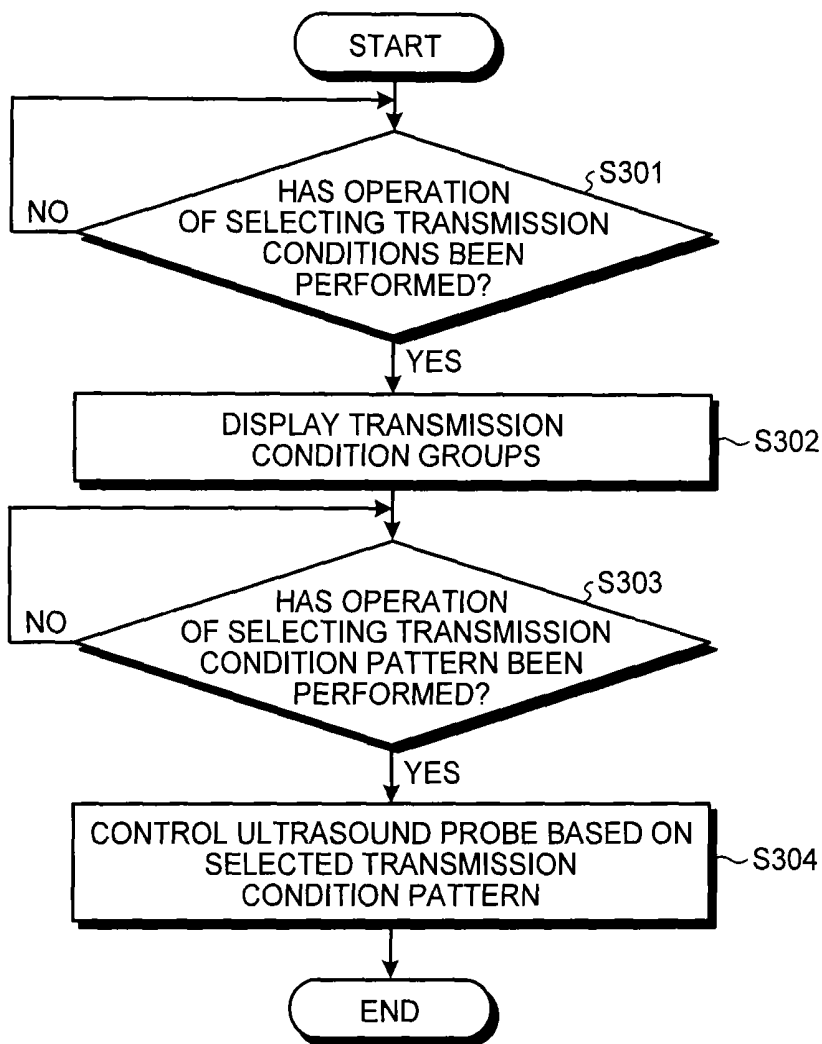 START
S301
HAS OPERATION
OF SELECTING TRANSMISSION
CONDITIONS BEEN
PERFORMED?
NO
YES
DISPLAY TRANSMISSION
CONDITION GROUPS
S302
S303
HAS OPERATION
OF SELECTING TRANSMISSION
CONDITION PATTERN BEEN
PERFORMED?
NO
YES
CONTROL ULTRASOUND PROBE BASED ON
SELECTED TRANSMISSION
CONDITION PATTERN
S304
END